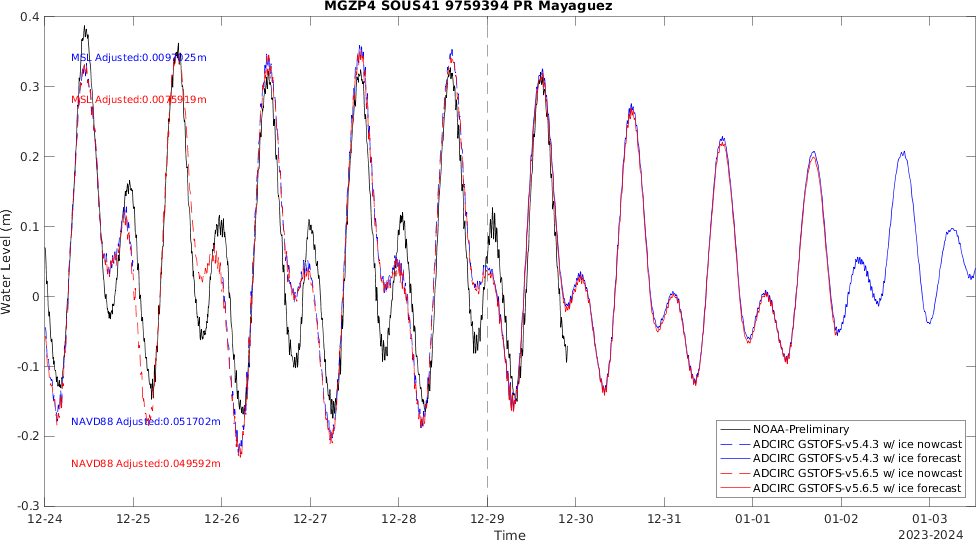 MGZP4 SOUS41 9759394 PR Mayaguez
0.4
0.3
0.2
0.1
0
-0.1
-0.2
-0.3
Water Level (m)
MSL Adjusted:0.0097025m
MSL Adjusted:0.0075919m
NAVD88 Adjusted:0.051702m
NAVD88 Adjusted:0.049592m
NOAA-Preliminary
ADCIRC GSTOFS-v5.4.3 w/ ice nowcast
ADCIRC GSTOFS-v5.4.3 w/ ice forecast
ADCIRC GSTOFS-v5.6.5 w/ ice nowcast
ADCIRC GSTOFS-v5.6.5 w/ ice forecast
12-24 12-25 12-26 12-27 12-28 12-29 12-30 12-31 01-01 01-02 01-03
Time
2023-2024